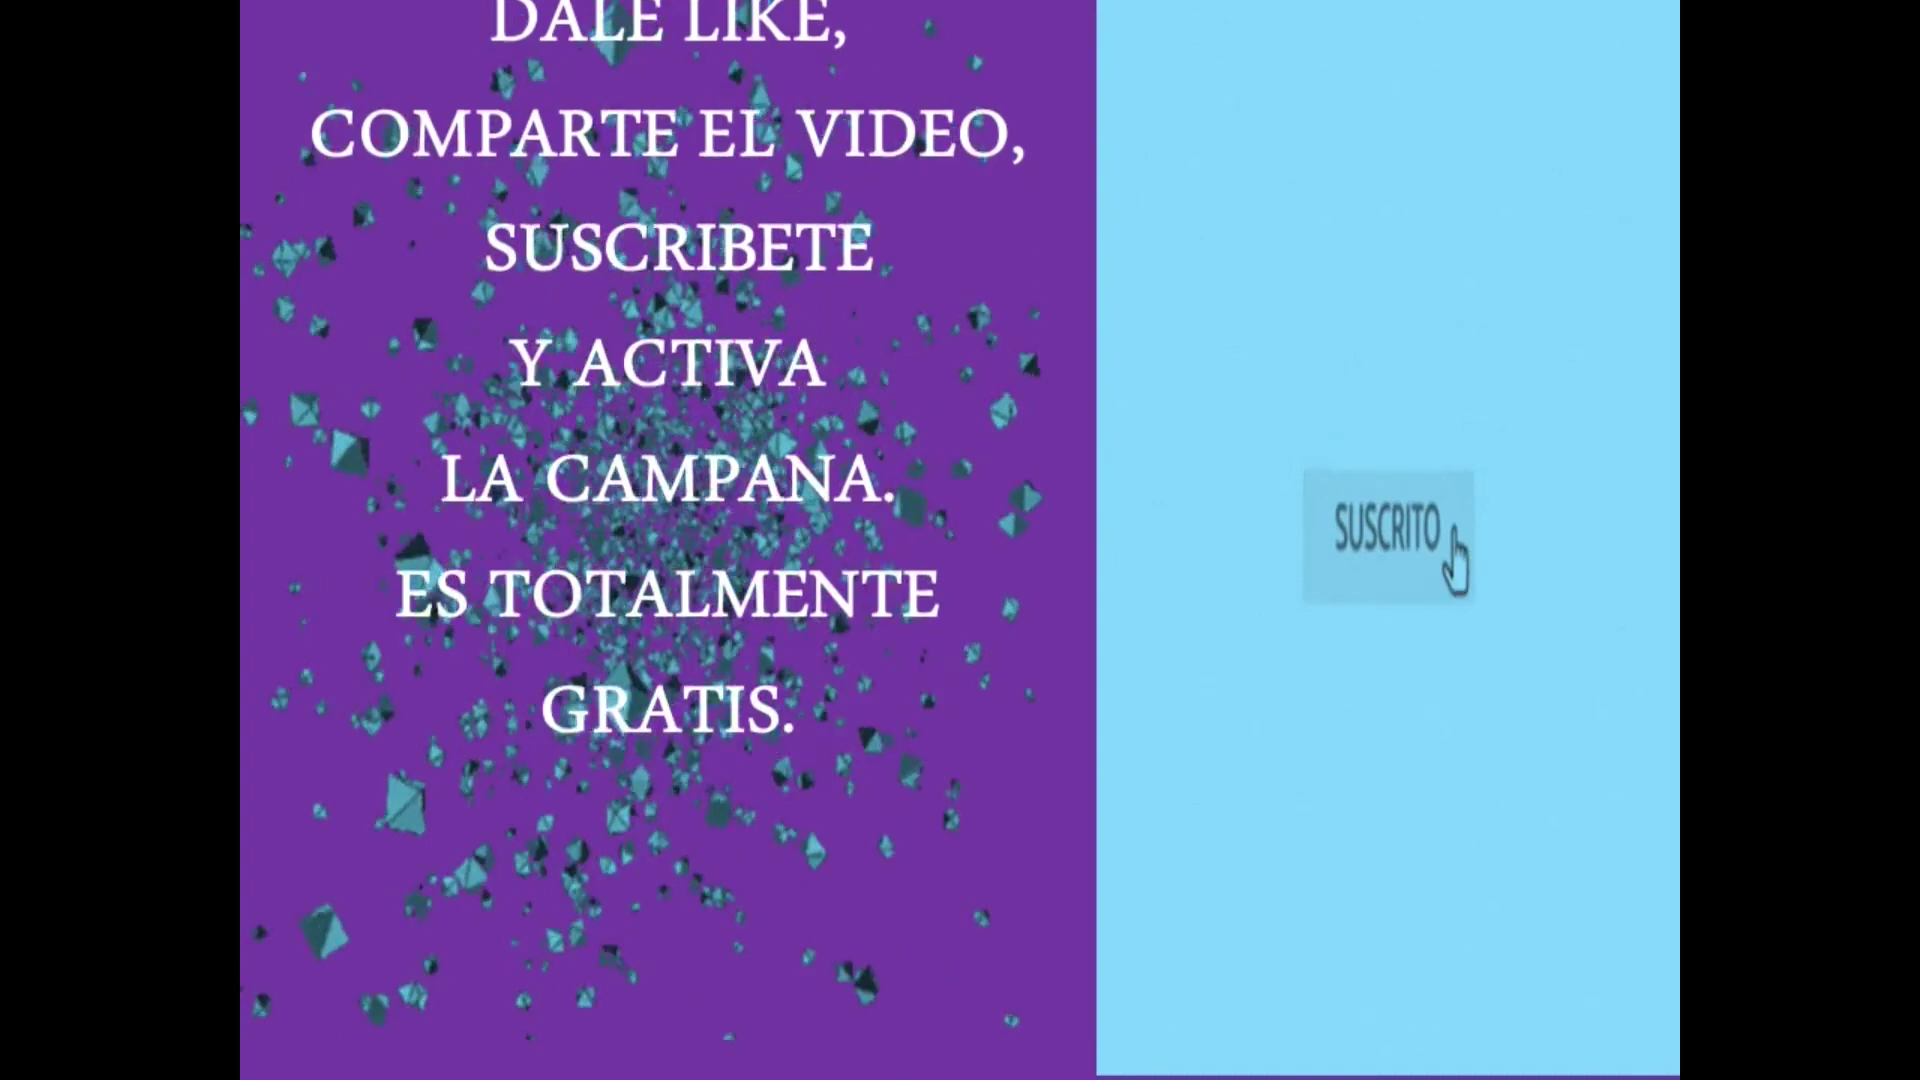 DALE LIKE,
COMPARTE EL VIDEO,
SUSCRIBETE
Y ACTIVA
LA CAMPANA.
ES TOTALMENTE
GRATIS.
SUSCRITO